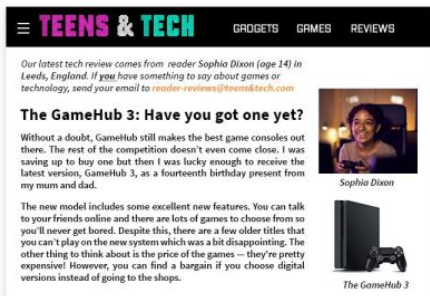 TEENS & TECH
GADGETS GAMES REVIEWS
Our latest tech review comes from reader Sophia Dixon (age 14) in
Leeds, England. If you have something to say about games or
technology, send your email to reader-reviews@teens&tech.com
The GameHub 3: Have you got one yet?
Without a doubt, GameHub still makes the best game consoles out
there. The rest of the competition doesn't even come close. I was
saving up to buy one but then I was lucky enough to receive the
latest version, GameHub 3, as a fourteenth birthday present from
my mum and dad.
Sophia Dixon
The new model includes some excellent new features. You can talk
to your friends online and there are lots of games to choose from so
you'll never get bored. Despite this, there are a few older titles that
you can't play on the new system which was a bit disappointing. The
other thing to think about is the price of the games — they're pretty
expensive! However, you can find a bargain if you choose digital
versions instead of going to the shops.
The GameHub 3